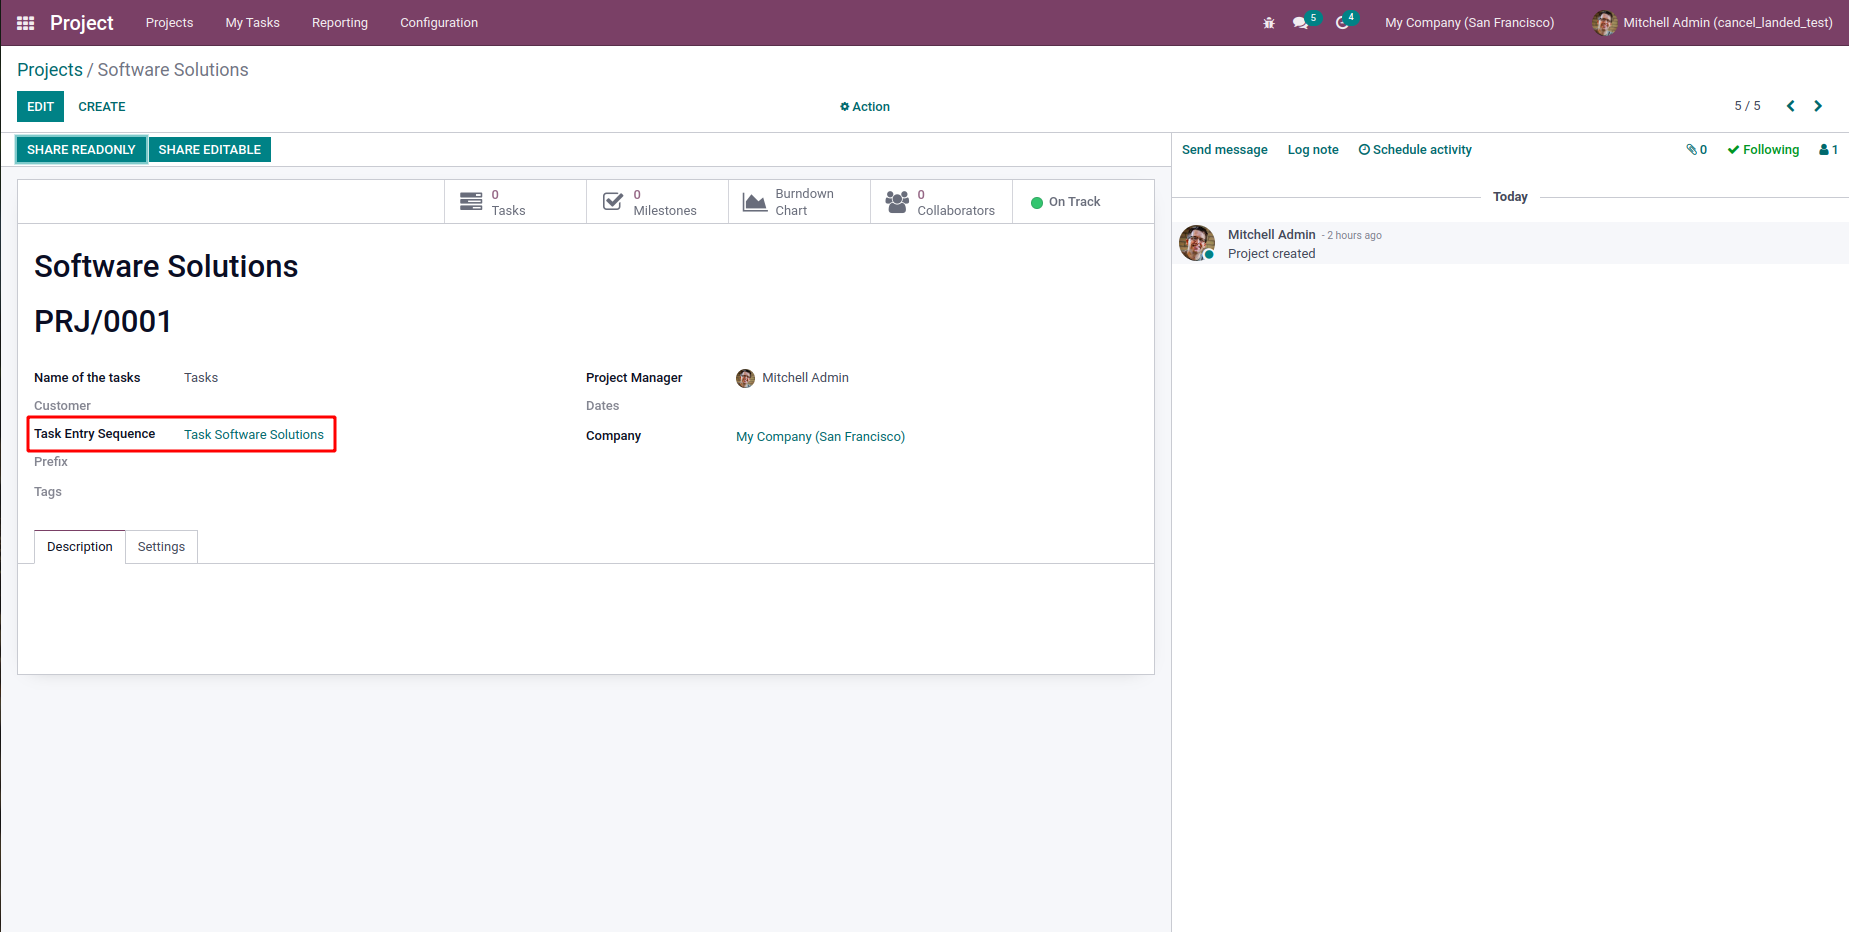 Project Projects My Tasks Reporting Configuration 5 4 My Company (San Francisco) Mitchell Admin (cancel_landed_test)
Projects / Software Solutions
EDIT CREATE Action 5 / 5
SHARE READONLY SHARE EDITABLE
Send message Log note Schedule activity 0 Following 1
0 Tasks
0 Milestones
Burndown Chart
0 Collaborators
On Track
Today
Mitchell Admin - 2 hours ago
Project created
Software Solutions
PRJ/0001
Name of the tasks Tasks
Customer
Task Entry Sequence Task Software Solutions
Prefix
Tags
Project Manager Mitchell Admin
Dates
Company My Company (San Francisco)
Description Settings